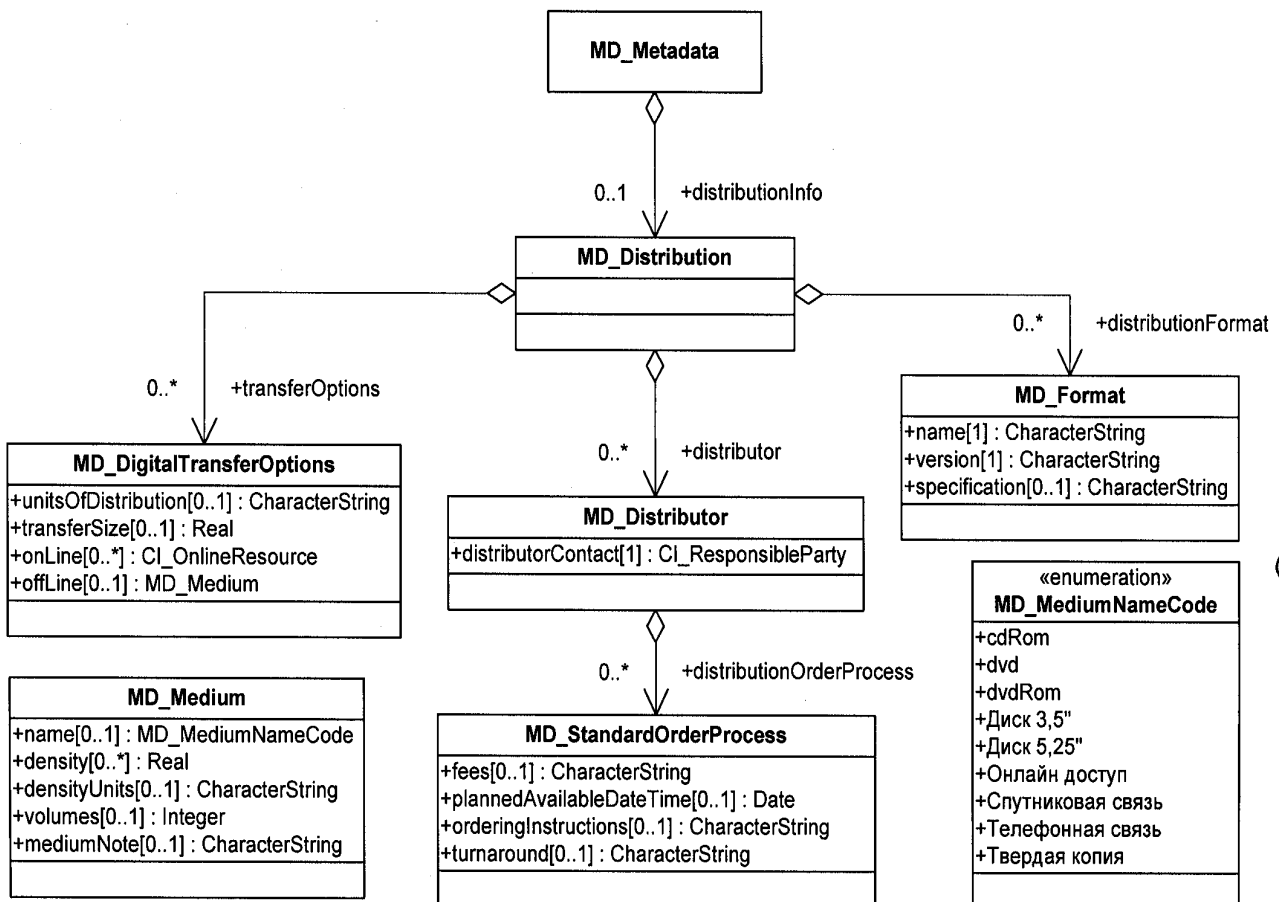 MD_Metadata
0..1 +distributionInfo
MD_Distribution
0..* +transferOptions
0..* +distributor
0..* +distributionFormat
MD_DigitalTransferOptions
+unitsOfDistribution[0..1] : CharacterString
+transferSize[0..1] : Real
+onLine[0..*] : CI_OnlineResource
+offLine[0..1] : MD_Medium
MD_Distributor
+distributorContact[1] : CI_ResponsibleParty
MD_Format
+name[1] : CharacterString
+version[1] : CharacterString
+specification[0..1] : CharacterString
0..* +distributionOrderProcess
MD_Medium
+name[0..1] : MD_MediumNameCode
+density[0..*] : Real
+densityUnits[0..1] : CharacterString
+volumes[0..1] : Integer
+mediumNote[0..1] : CharacterString
MD_StandardOrderProcess
+fees[0..1] : CharacterString
+plannedAvailableDateTime[0..1] : Date
+orderingInstructions[0..1] : CharacterString
+turnaround[0..1] : CharacterString
«enumeration»
MD_MediumNameCode
+cdRom
+dvd
+dvdRom
+Диск 3,5"
+Диск 5,25"
+Онлайн доступ
+Спутниковая связь
+Телефонная связь
+Твердая копия